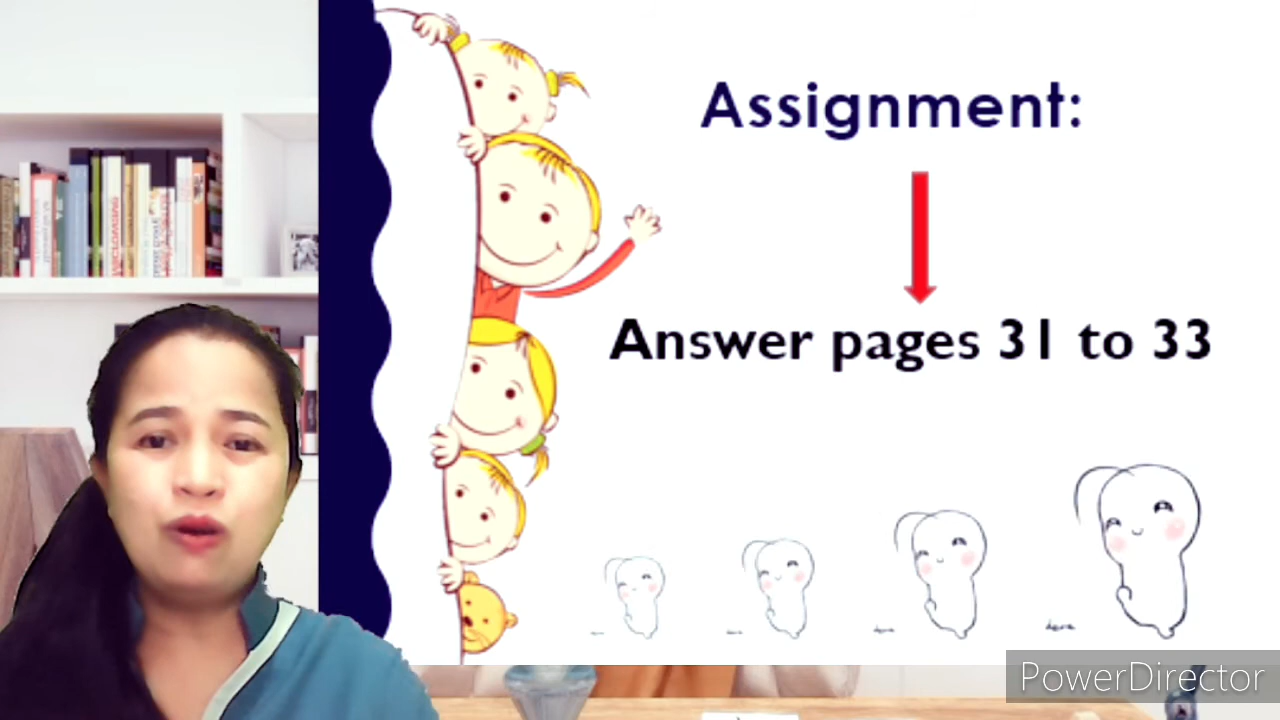 Assignment:
Answer pages 31 to 33
PowerDirector